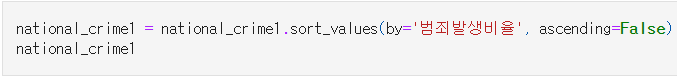 national_crime1 = national_crime1.sort_values(by='범죄발생비율', ascending=False)
national_crime1